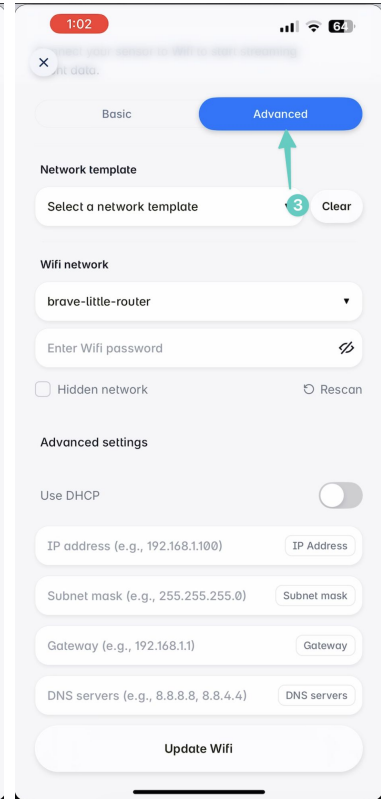 1:02
64
Basic
Advanced
Network template
Select a network template
3
Clear
Wifi network
brave-little-router
Enter Wifi password
Hidden network
Rescan
Advanced settings
Use DHCP
IP address (e.g., 192.168.1.100)
IP Address
Subnet mask (e.g., 255.255.255.0)
Subnet mask
Gateway (e.g., 192.168.1.1)
Gateway
DNS servers (e.g., 8.8.8.8, 8.8.4.4)
DNS servers
Update Wifi